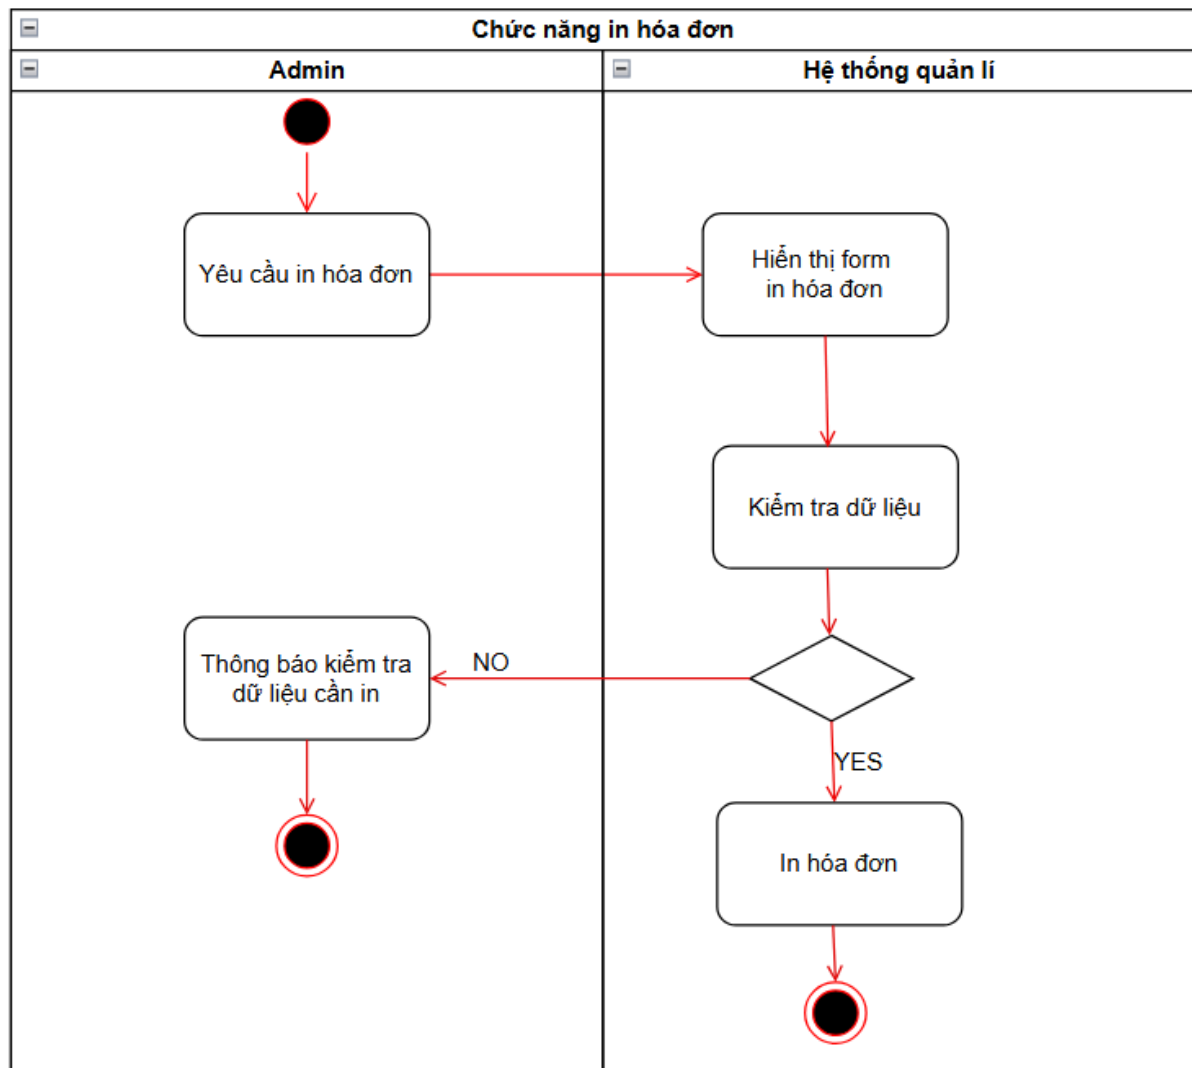 Chức năng in hóa đơn
Admin
Hệ thống quản lí
Yêu cầu in hóa đơn
Hiển thị form
in hóa đơn
Kiểm tra dữ liệu
Thông báo kiểm tra
dữ liệu cần in
NO
YES
In hóa đơn